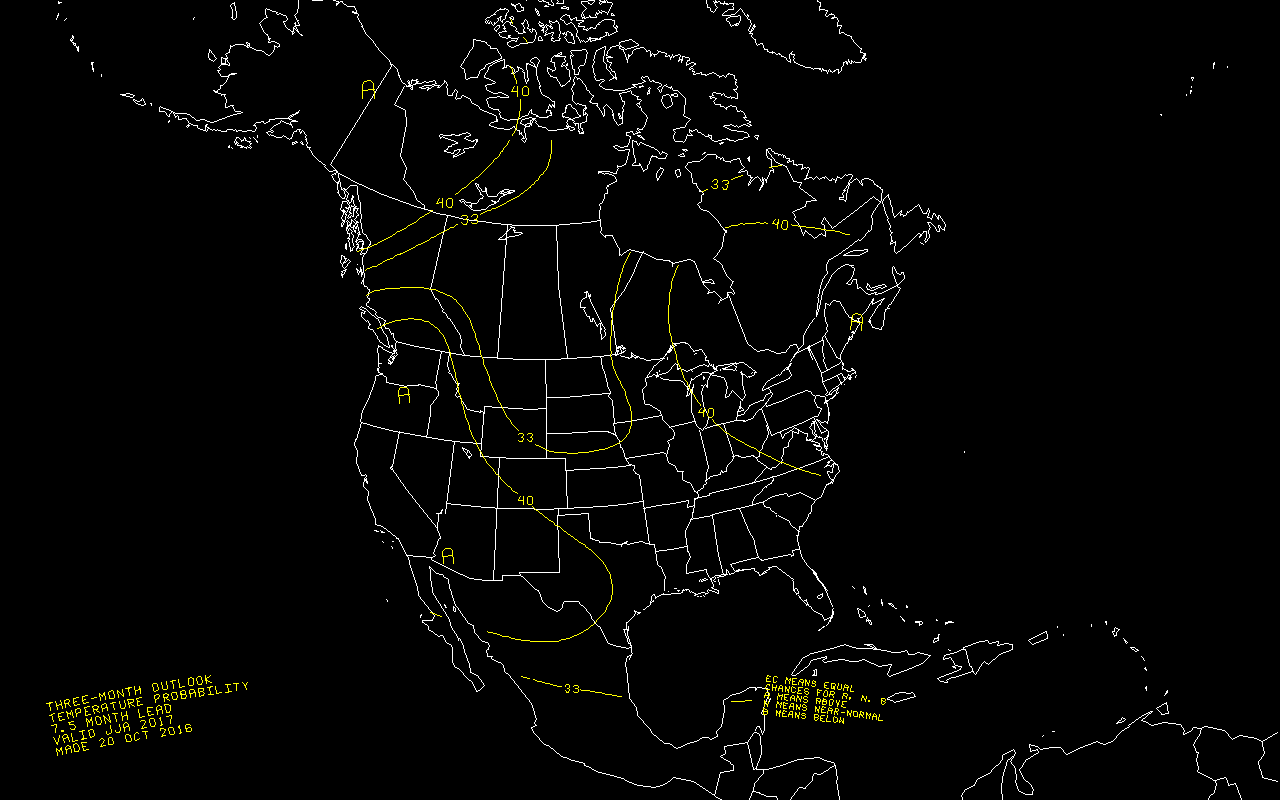 A
40
40
33
33
40
A
A
40
33
40
A
33
EC MEANS EQUAL
CHANCES FOR A, N, B
A MEANS ABOVE
N MEANS NEAR-NORMAL
B MEANS BELOW
THREE-MONTH OUTLOOK
TEMPERATURE PROBABILITY
7.5 MONTH LEAD
VALID JJA 2017
MADE 20 OCT 2016